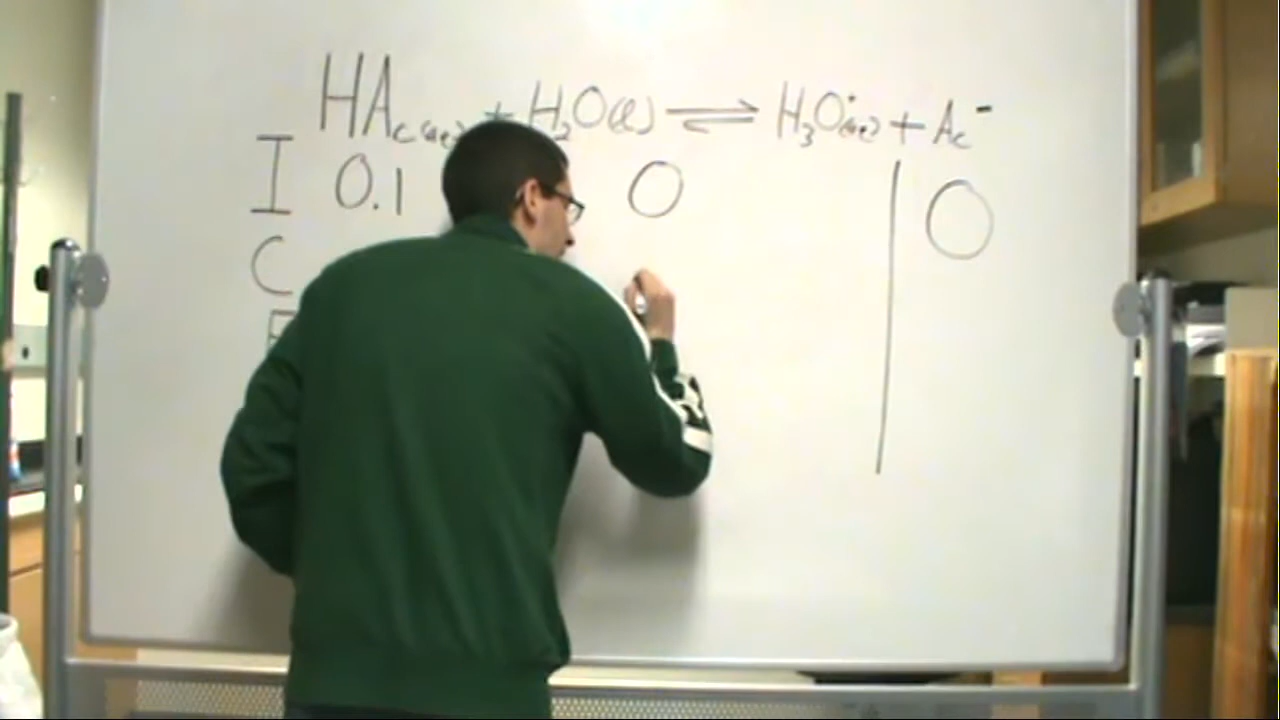 HAc(aq) + H₂O(l) ⇌ H₃O⁺(aq) + Ac⁻
I 0.1 0 0
C
E